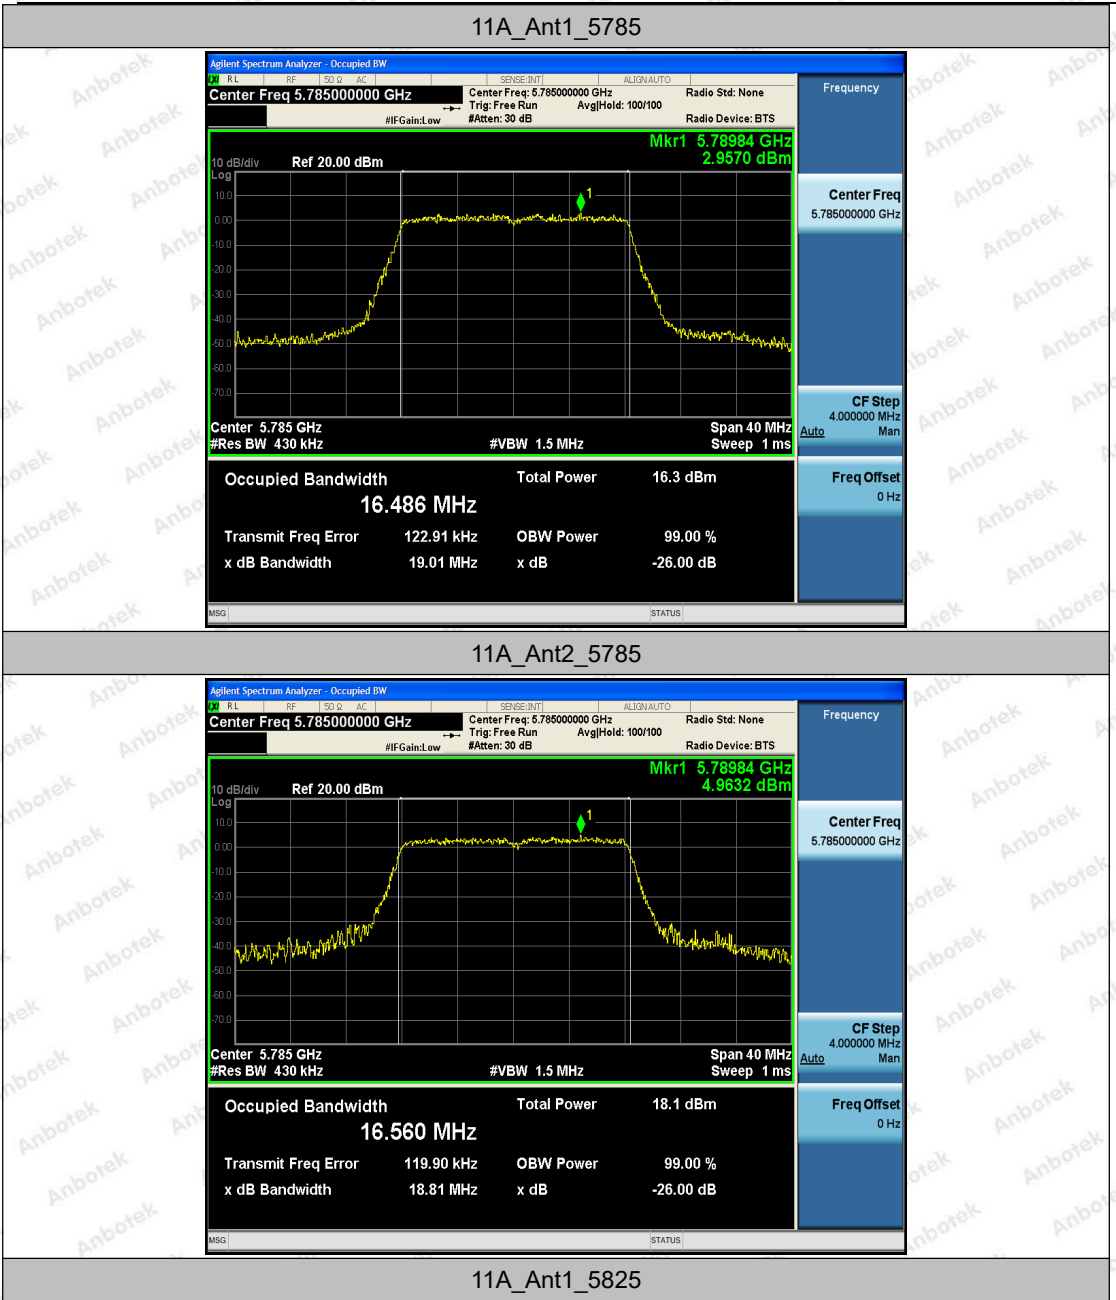 11A_Ant1_5785
Agilent Spectrum Analyzer - Occupied BW
LXI RL RF 50 Ω AC SENSE:INT ALIGN AUTO
Center Freq 5.785000000 GHz
Center Freq: 5.785000000 GHz
Radio Std: None
Trig: Free Run Avg|Hold: 100/100
#IFGain:Low #Atten: 30 dB Radio Device: BTS
Mkr1 5.78984 GHz
2.9570 dBm
10 dB/div Ref 20.00 dBm
Log
10.0
1
0.00
-10.0
-20.0
-30.0
-40.0
-50.0
-60.0
-70.0
Center 5.785 GHz Span 40 MHz
#Res BW 430 kHz #VBW 1.5 MHz Sweep 1 ms
Occupied Bandwidth Total Power 16.3 dBm
16.486 MHz
Transmit Freq Error 122.91 kHz OBW Power 99.00 %
x dB Bandwidth 19.01 MHz x dB -26.00 dB
MSG STATUS
Frequency
Center Freq
5.785000000 GHz
CF Step
4.000000 MHz
Auto Man
Freq Offset
0 Hz
11A_Ant2_5785
Agilent Spectrum Analyzer - Occupied BW
LXI RL RF 50 Ω AC SENSE:INT ALIGN AUTO
Center Freq 5.785000000 GHz
Center Freq: 5.785000000 GHz
Radio Std: None
Trig: Free Run Avg|Hold: 100/100
#IFGain:Low #Atten: 30 dB Radio Device: BTS
Mkr1 5.78984 GHz
4.9632 dBm
10 dB/div Ref 20.00 dBm
Log
10.0
1
0.00
-10.0
-20.0
-30.0
-40.0
-50.0
-60.0
-70.0
Center 5.785 GHz Span 40 MHz
#Res BW 430 kHz #VBW 1.5 MHz Sweep 1 ms
Occupied Bandwidth Total Power 18.1 dBm
16.560 MHz
Transmit Freq Error 119.90 kHz OBW Power 99.00 %
x dB Bandwidth 18.81 MHz x dB -26.00 dB
MSG STATUS
Frequency
Center Freq
5.785000000 GHz
CF Step
4.000000 MHz
Auto Man
Freq Offset
0 Hz
11A_Ant1_5825
Anbotek